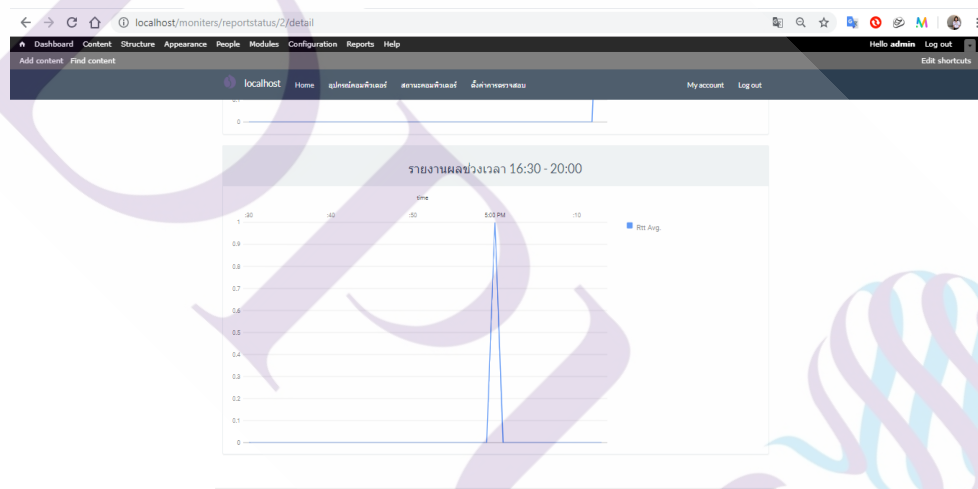 localhost/moniters/reportstatus/2/detail
Dashboard Content Structure Appearance People Modules Configuration Reports Help Hello admin Log out
Add content Find content Edit shortcuts
localhost Home อุปกรณ์คอมพิวเตอร์ สถานะคอมพิวเตอร์ ตั้งค่าการตรวจสอบ My account Log out
0
รายงานผลช่วงเวลา 16:30 - 20:00
time
:30 :40 :50 5:00 PM :10
1
Rtt Avg.
0.9
0.8
0.7
0.6
0.5
0.4
0.3
0.2
0.1
0